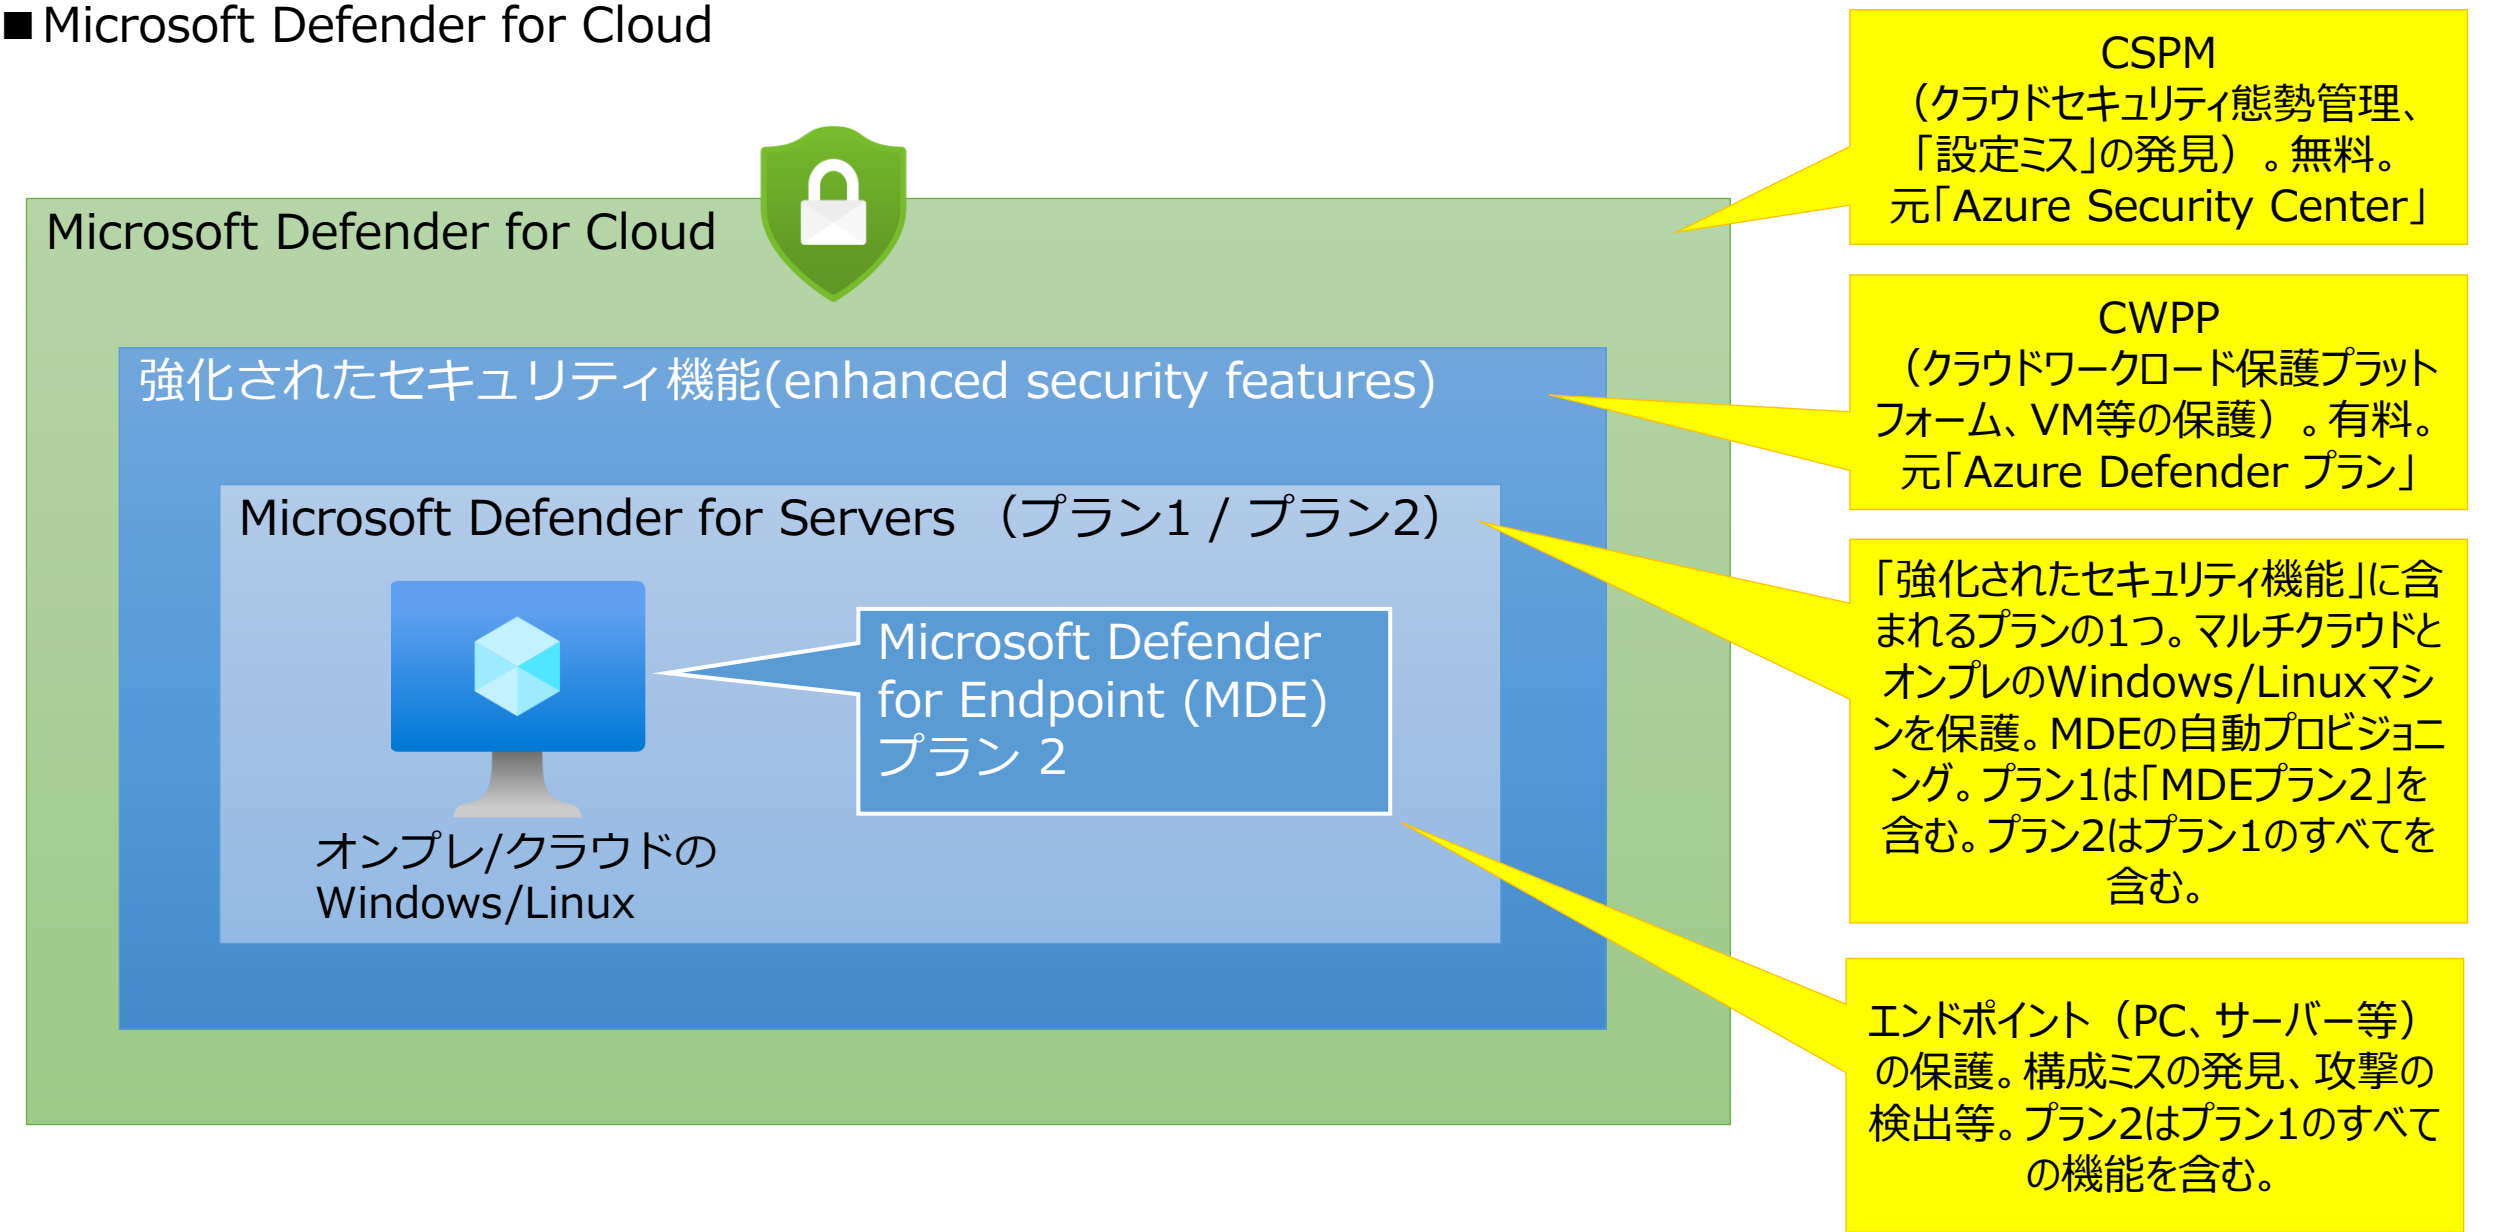 ■Microsoft Defender for Cloud
Microsoft Defender for Cloud
強化されたセキュリティ機能(enhanced security features)
Microsoft Defender for Servers （プラン1 / プラン2）
Microsoft Defender
for Endpoint (MDE)
プラン 2
オンプレ/クラウドの
Windows/Linux
CSPM
（クラウドセキュリティ態勢管理、
「設定ミス」の発見）。無料。
元「Azure Security Center」
CWPP
（クラウドワークロード保護プラット
フォーム、VM等の保護）。有料。
元「Azure Defender プラン」
「強化されたセキュリティ機能」に含
まれるプランの1つ。マルチクラウドと
オンプレのWindows/Linuxマシ
ンを保護。MDEの自動プロビジョニ
ング。プラン1は「MDEプラン2」を
含む。プラン2はプラン1のすべてを
含む。
エンドポイント（PC、サーバー等）
の保護。構成ミスの発見、攻撃の
検出等。プラン2はプラン1のすべて
の機能を含む。